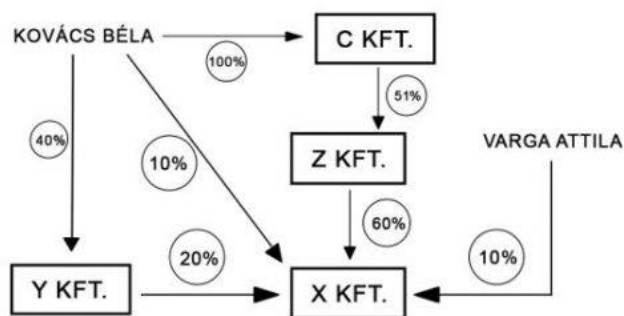 KOVÁCS BÉLA
C KFT.
100%
51%
40%
10%
Z KFT.
VARGA ATTILA
60%
20%
10%
Y KFT.
X KFT.